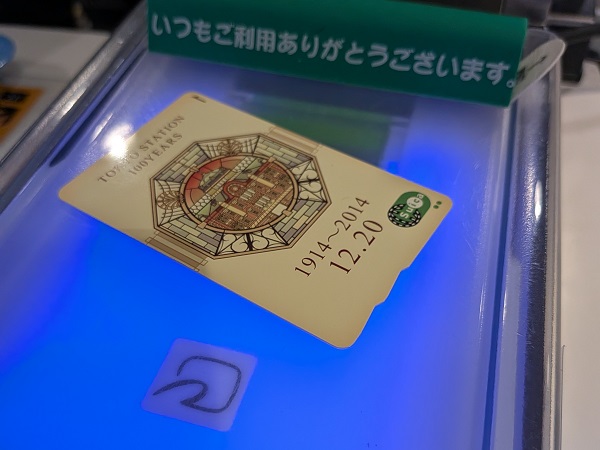 いつもご利用ありがとうございます。
TOKYO STATION
100YEARS
1914〜2014
12.20
Suica